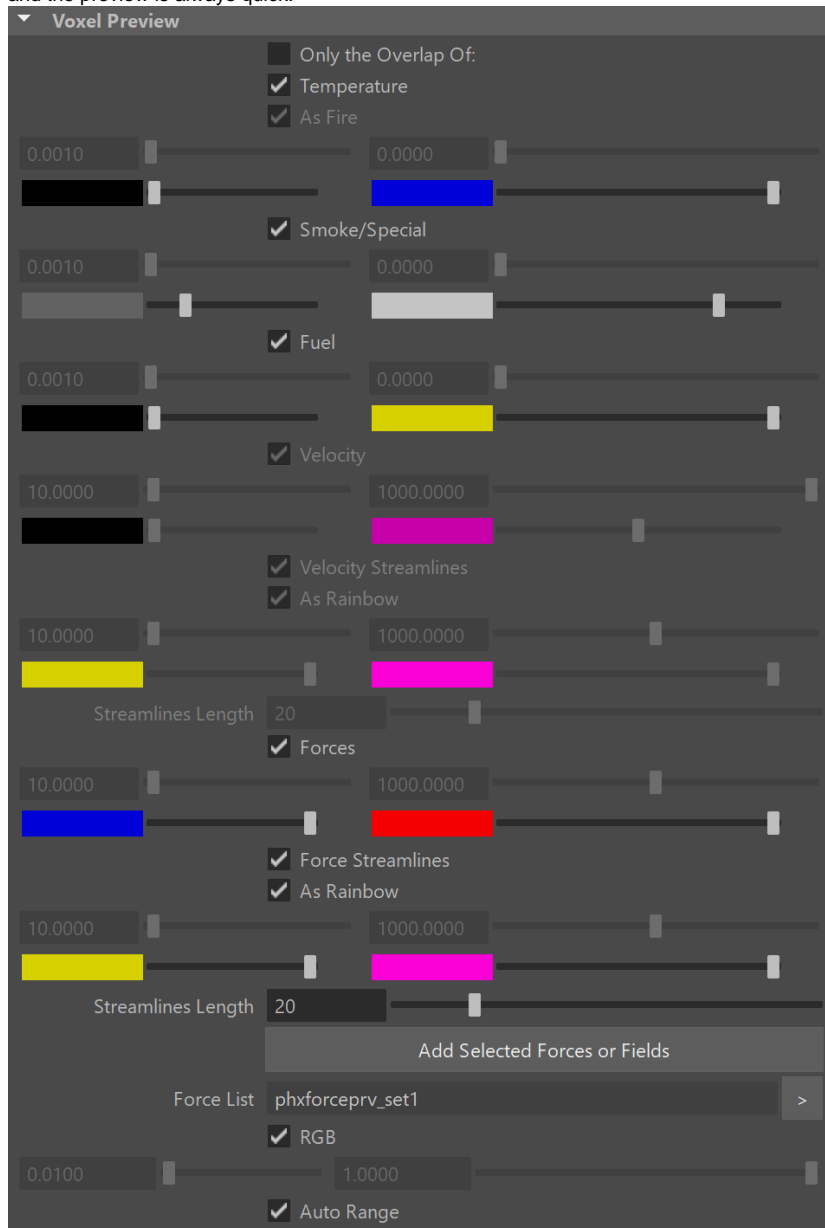 and the preview is always quick.
Voxel Preview
Only the Overlap Of:
Temperature
As Fire
0.0010 0.0000
Smoke/Special
0.0010 0.0000
Fuel
0.0010 0.0000
Velocity
10.0000 1000.0000
Velocity Streamlines
As Rainbow
10.0000 1000.0000
Streamlines Length 20
Forces
10.0000 1000.0000
Force Streamlines
As Rainbow
10.0000 1000.0000
Streamlines Length 20
Add Selected Forces or Fields
Force List phxforceprv_set1 >
RGB
0.0100 1.0000
Auto Range